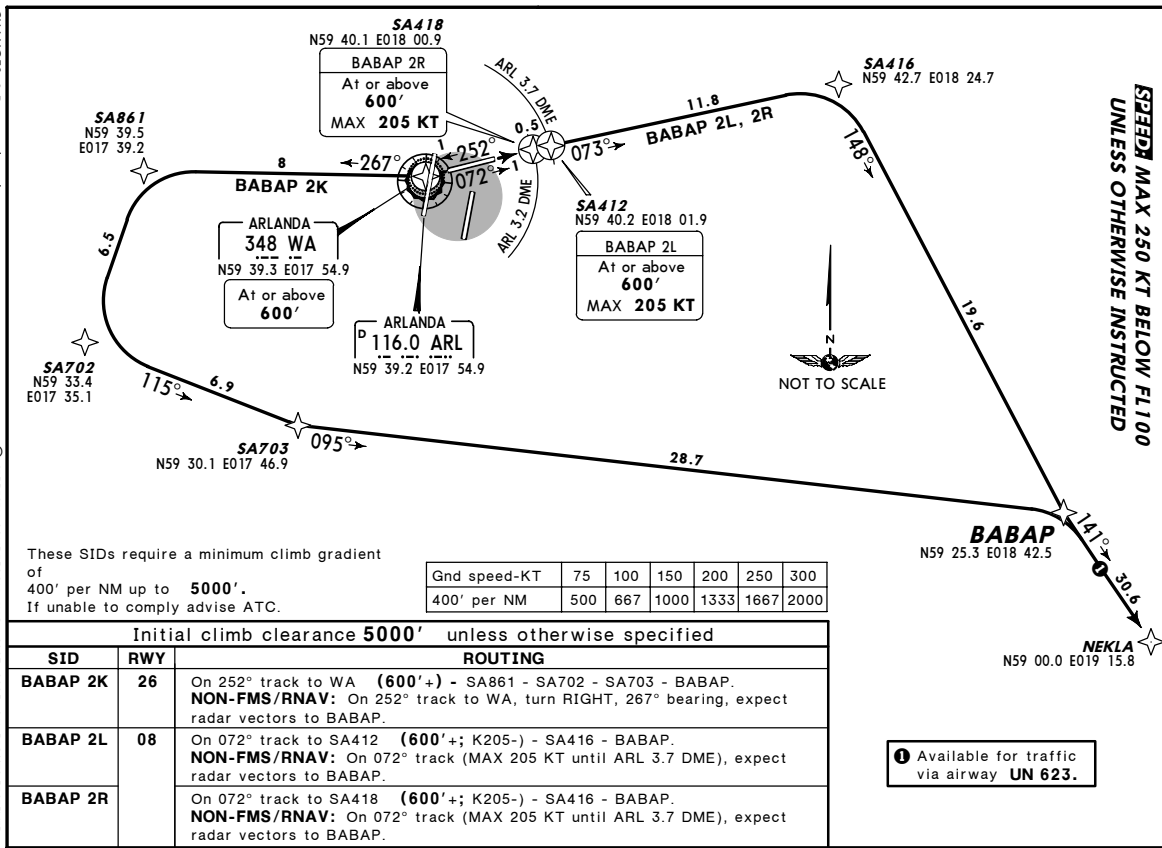 SA418
N59 40.1 E018 00.9
BABAP 2R
At or above
600'
MAX 205 KT
ARL 3.7 DME
SA416
N59 42.7 E018 24.7
SPEED: MAX 250 KT BELOW FL100
UNLESS OTHERWISE INSTRUCTED
SA861
N59 39.5
E017 39.2
8
267°
BABAP 2K
1
252°
072°
1
0.5
073°
11.8
BABAP 2L, 2R
148°
ARL 3.2 DME
SA412
N59 40.2 E018 01.9
BABAP 2L
At or above
600'
MAX 205 KT
ARLANDA
348 WA
N59 39.3 E017 54.9
At or above
600'
ARLANDA
D 116.0 ARL
N59 39.2 E017 54.9
6.5
19.6
N
NOT TO SCALE
SA702
N59 33.4
E017 35.1
115°
6.9
SA703
N59 30.1 E017 46.9
095°
28.7
BABAP
N59 25.3 E018 42.5
141°
1
30.6
NEKLA
N59 00.0 E019 15.8
These SIDs require a minimum climb gradient
of
400' per NM up to 5000'.
If unable to comply advise ATC.
Gnd speed-KT 75 100 150 200 250 300
400' per NM 500 667 1000 1333 1667 2000
Initial climb clearance 5000' unless otherwise specified
SID RWY ROUTING
BABAP 2K 26 On 252° track to WA (600'+) - SA861 - SA702 - SA703 - BABAP.
NON-FMS/RNAV: On 252° track to WA, turn RIGHT, 267° bearing, expect
radar vectors to BABAP.
BABAP 2L 08 On 072° track to SA412 (600'+; K205-) - SA416 - BABAP.
NON-FMS/RNAV: On 072° track (MAX 205 KT until ARL 3.7 DME), expect
radar vectors to BABAP.
BABAP 2R On 072° track to SA418 (600'+; K205-) - SA416 - BABAP.
NON-FMS/RNAV: On 072° track (MAX 205 KT until ARL 3.7 DME), expect
radar vectors to BABAP.
1 Available for traffic
via airway UN 623.